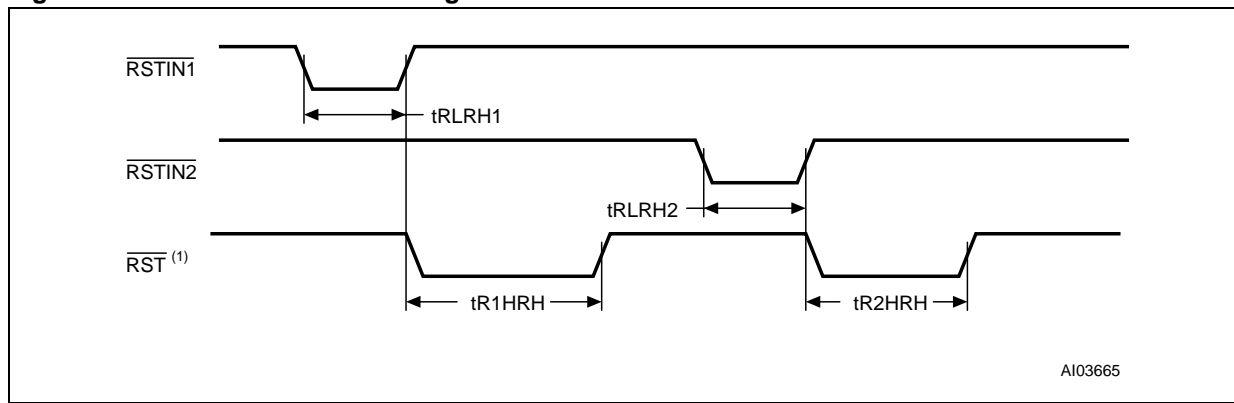 RSTIN1
tRLRH1
RSTIN2
tRLRH2
RST (1)
tR1HRH
tR2HRH
AI03665